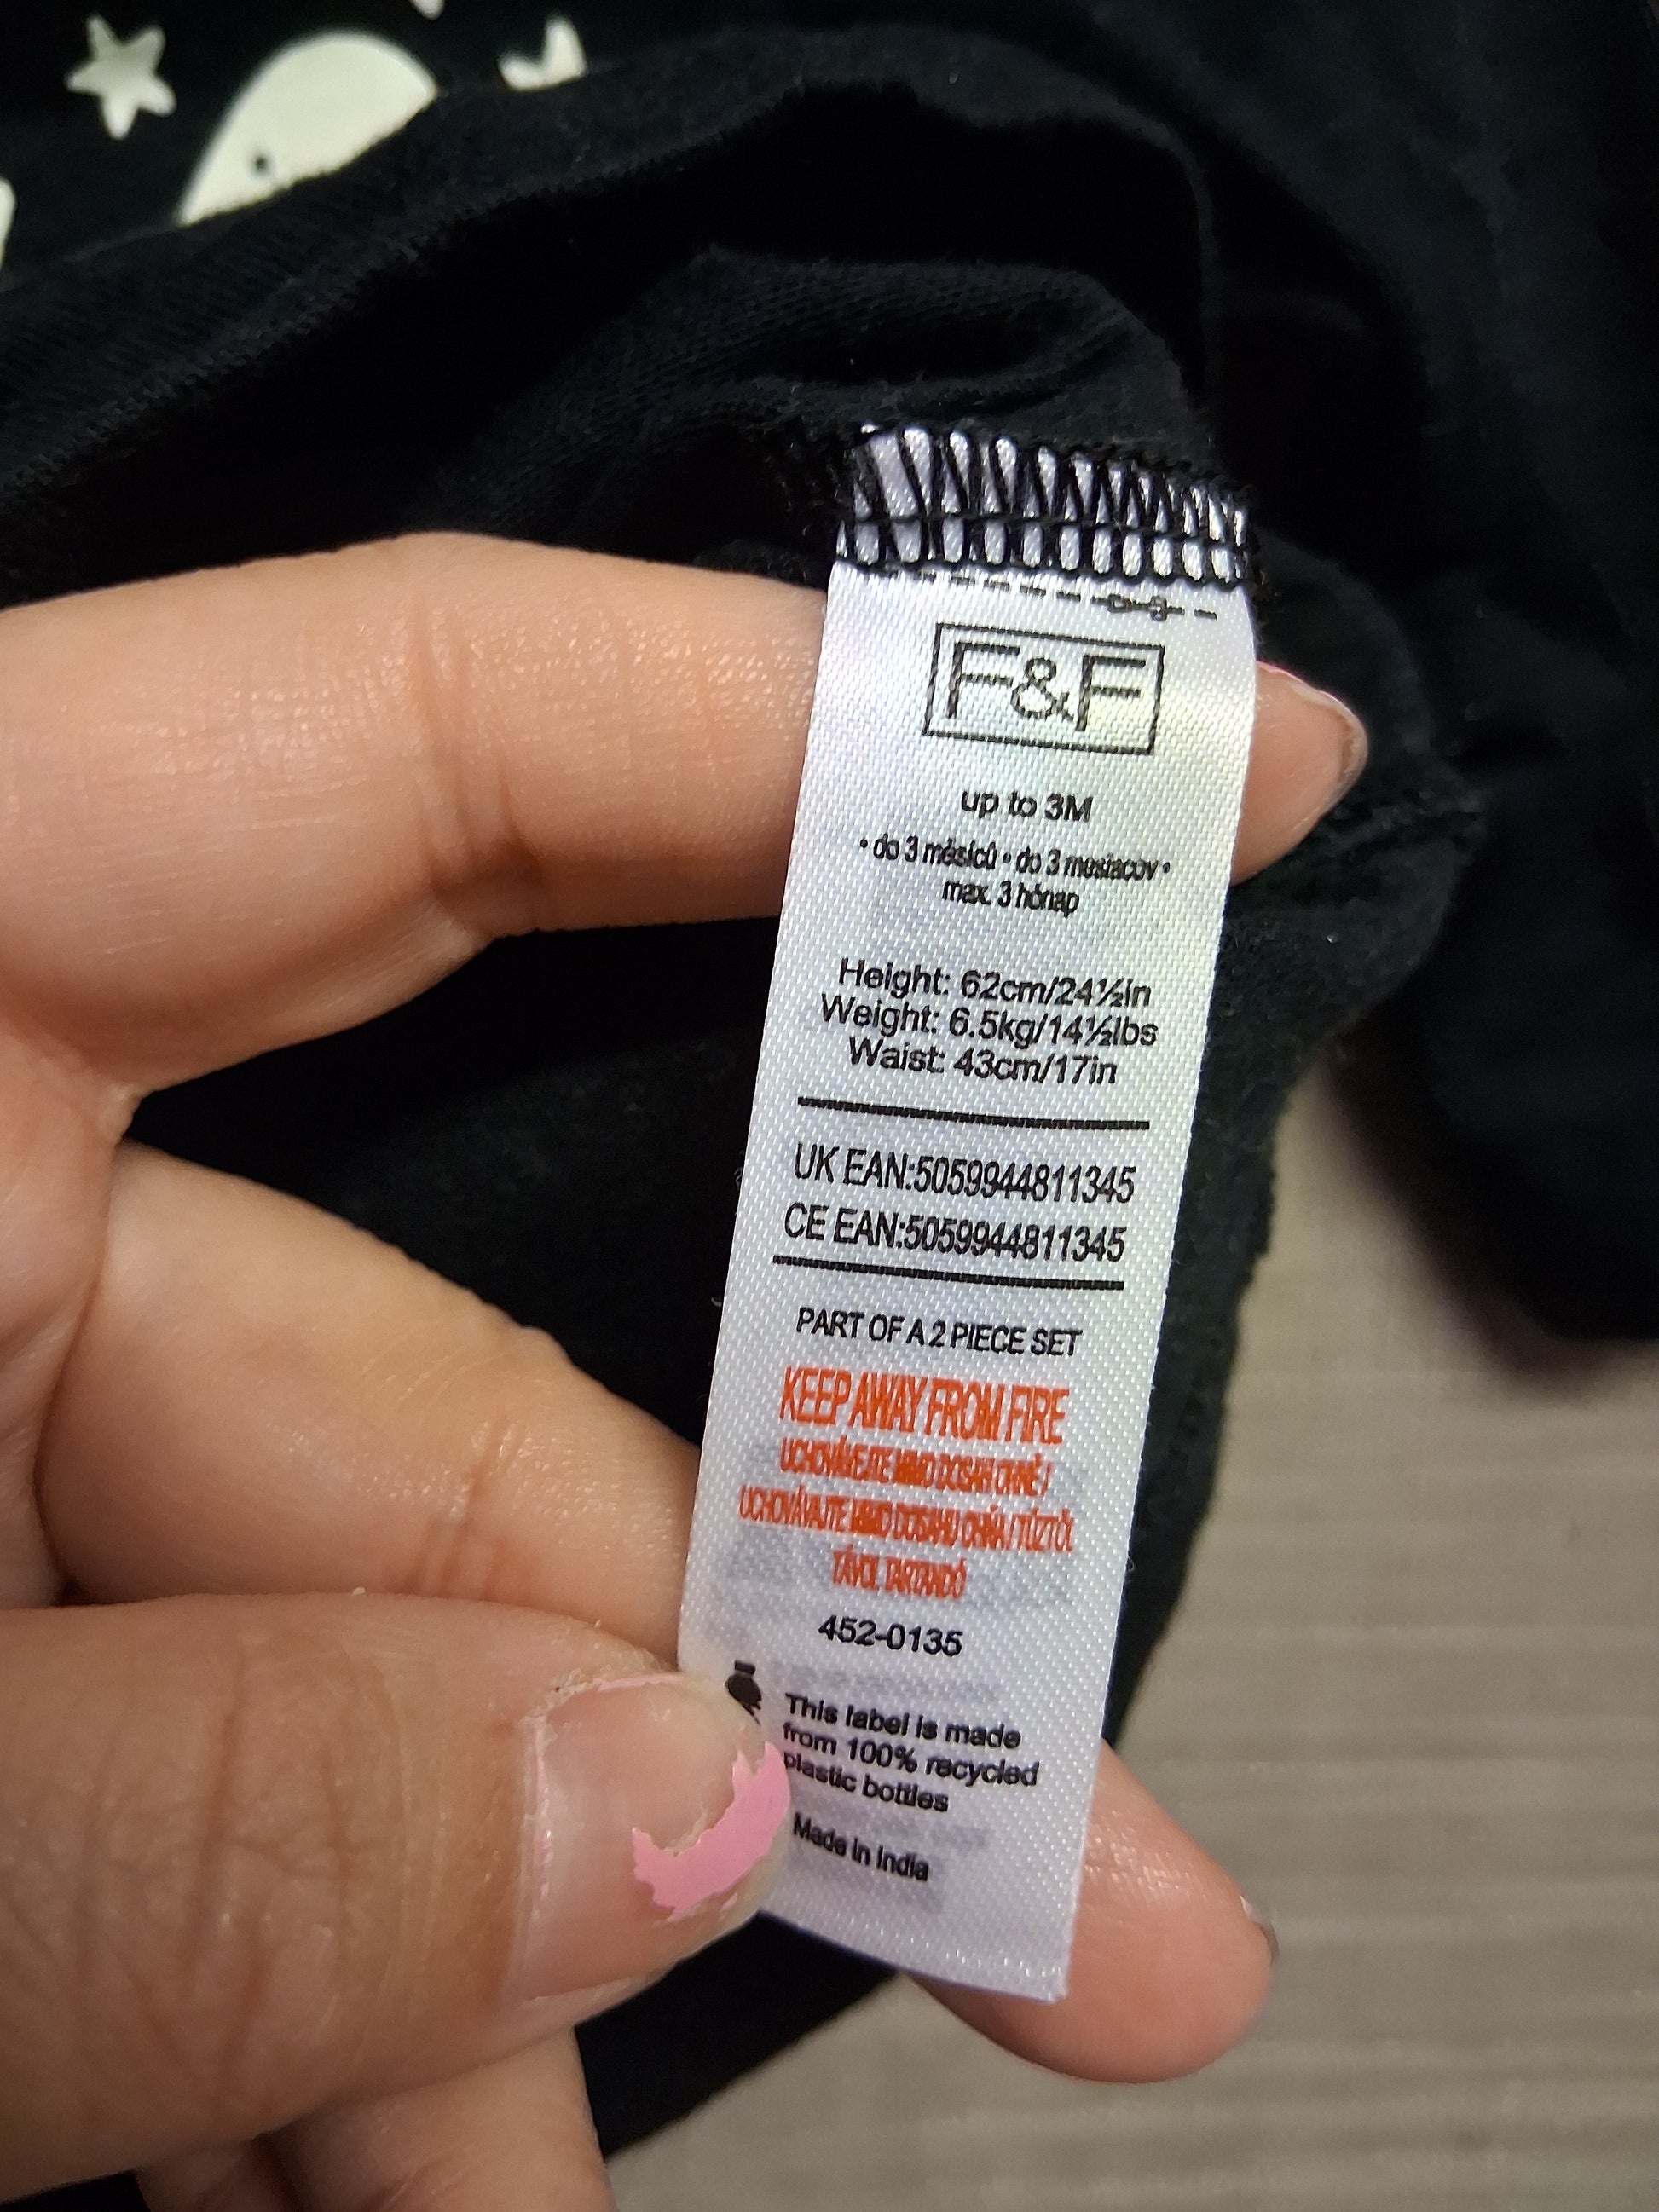 F&F
up to 3M
• do 3 měsíců • do 3 mesiacov •
max. 3 hónap
Height: 62cm/24½in
Weight: 6.5kg/14½lbs
Waist: 43cm/17in
UK EAN:5059944811345
CE EAN:5059944811345
PART OF A 2 PIECE SET
KEEP AWAY FROM FIRE
UCHOVÁVEJTE MIMO DOSAH OHNĚ /
UCHOVÁVAJTE MIMO DOSAHU OHŇA / TŰZTŐL
TÁVOL TARTANDÓ
452-0135
This label is made
from 100% recycled
plastic bottles
Made in India